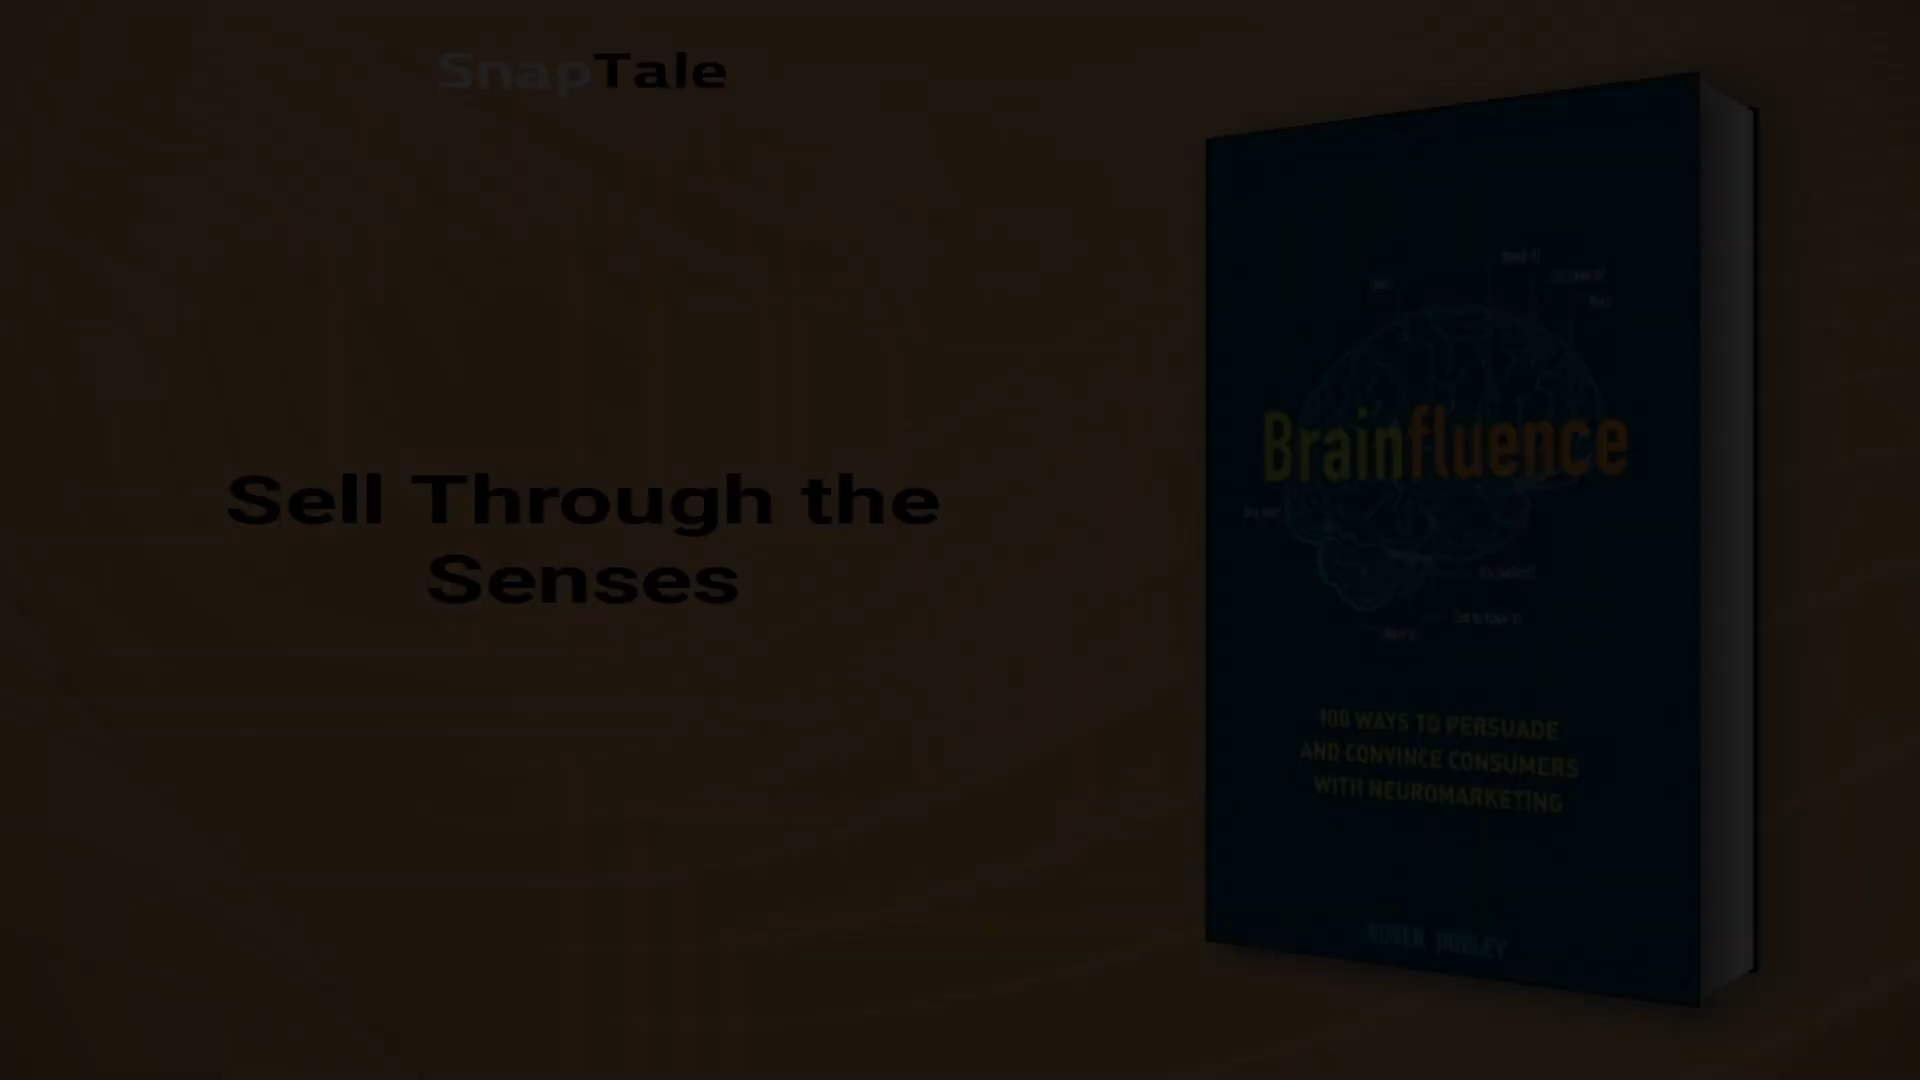 SnapTale
Sell Through the
Senses
Brainfluence
100 WAYS TO PERSUADE
AND CONVINCE CONSUMERS
WITH NEUROMARKETING
ROGER DOOLEY